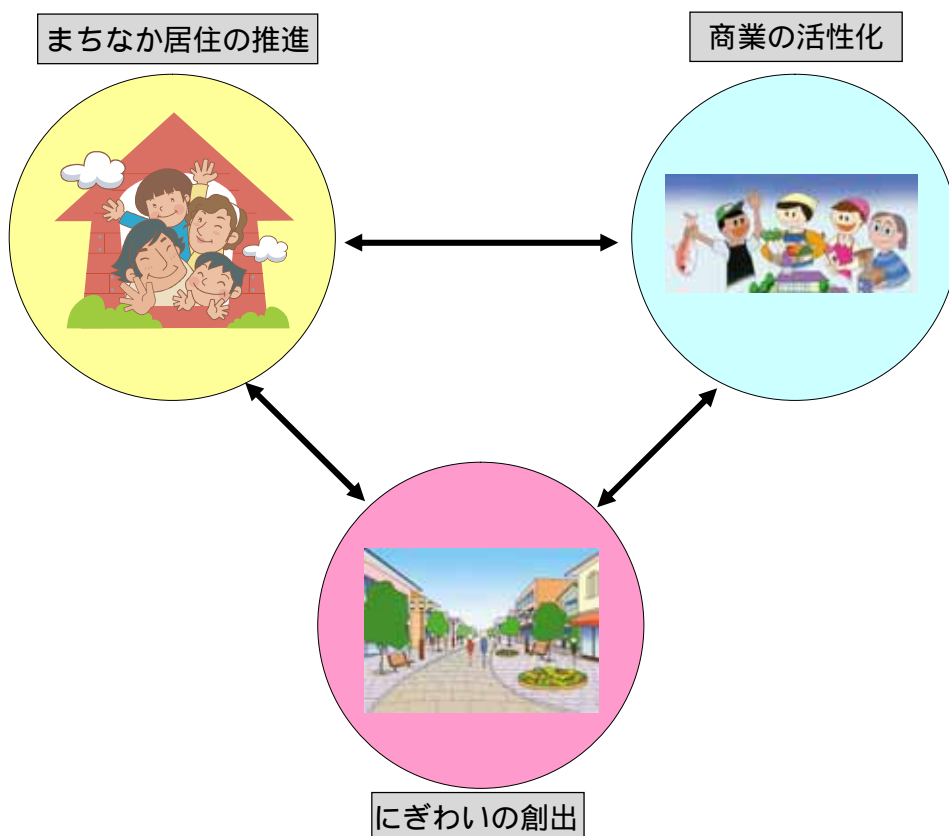 まちなか居住の推進
商業の活性化
にぎわいの創出